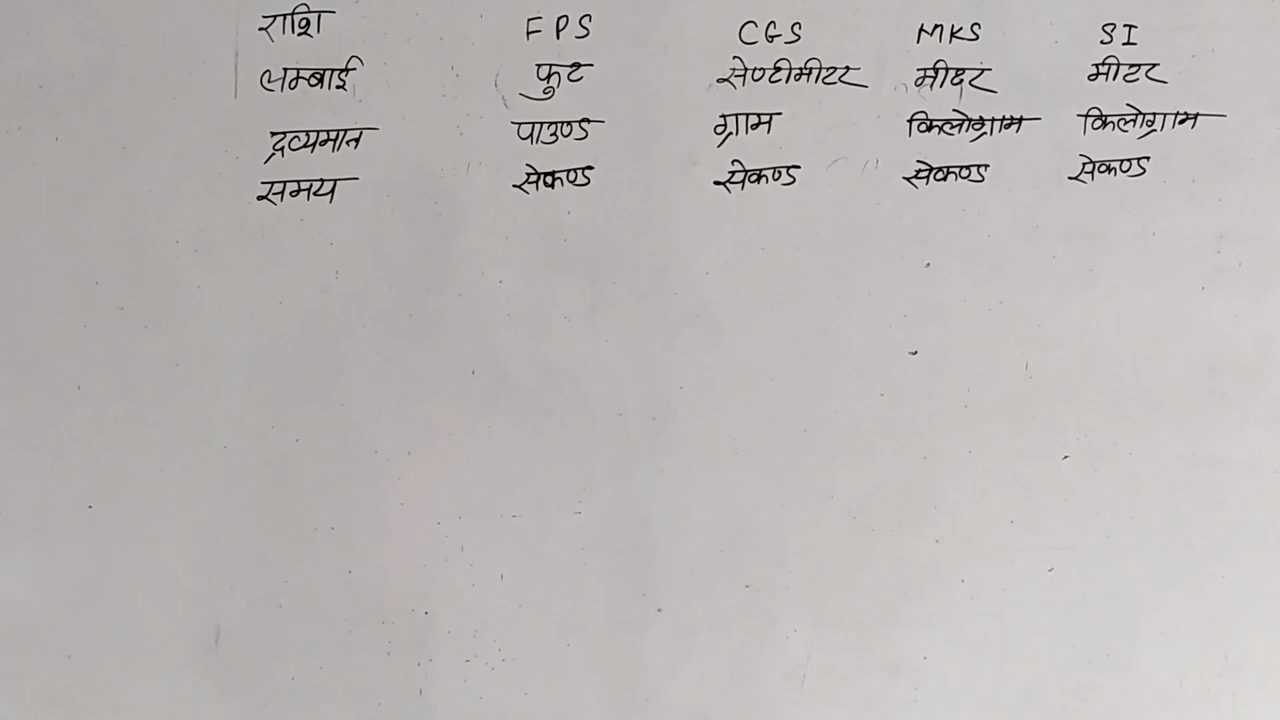 राशि FPS CGS MKS SI
लम्बाई फुट सेण्टीमीटर मीटर मीटर
द्रव्यमान पाउण्ड ग्राम किलोग्राम किलोग्राम
समय सेकण्ड सेकण्ड सेकण्ड सेकण्ड